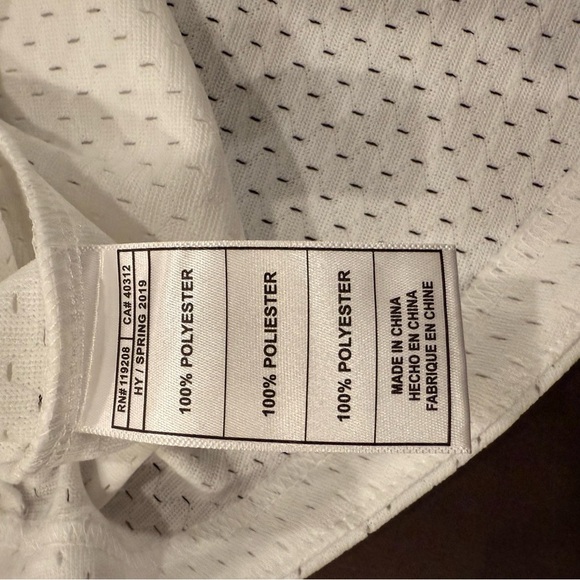 RN# 119208 CA# 40312
HY / SPRING 2019
100% POLYESTER
100% POLIESTER
100% POLYESTER
MADE IN CHINA
HECHO EN CHINA
FABRIQUE EN CHINE